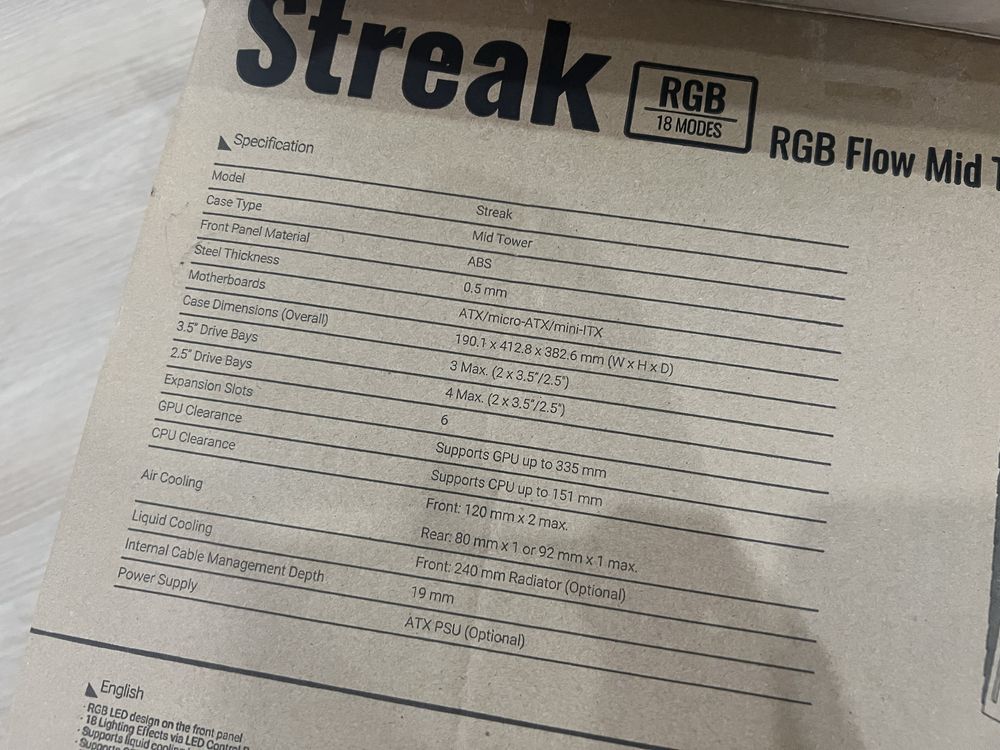 Streak
RGB
18 MODES
RGB Flow Mid
Specification
Model Streak
Case Type Mid Tower
Front Panel Material ABS
Steel Thickness 0.5 mm
Motherboards ATX/micro-ATX/mini-ITX
Case Dimensions (Overall) 190.1 x 412.8 x 382.6 mm (W x H x D)
3.5" Drive Bays 3 Max. (2 x 3.5"/2.5")
2.5" Drive Bays 4 Max. (2 x 3.5"/2.5")
Expansion Slots 6
GPU Clearance Supports GPU up to 335 mm
CPU Clearance Supports CPU up to 151 mm
Air Cooling Front: 120 mm x 2 max.
Rear: 80 mm x 1 or 92 mm x 1 max.
Liquid Cooling Front: 240 mm Radiator (Optional)
Internal Cable Management Depth 19 mm
Power Supply ATX PSU (Optional)
English
· RGB LED design on the front panel
· 18 Lighting Effects via LED Control
· Supports liquid cooling
· Supports